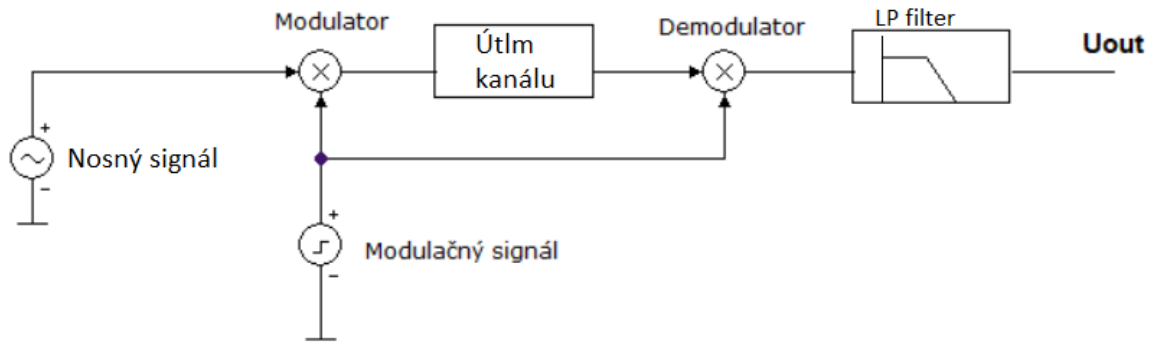 Modulator
Útlm
kanálu
Demodulator
LP filter
Uout
+
Nosný signál
−
+
Modulačný signál
−